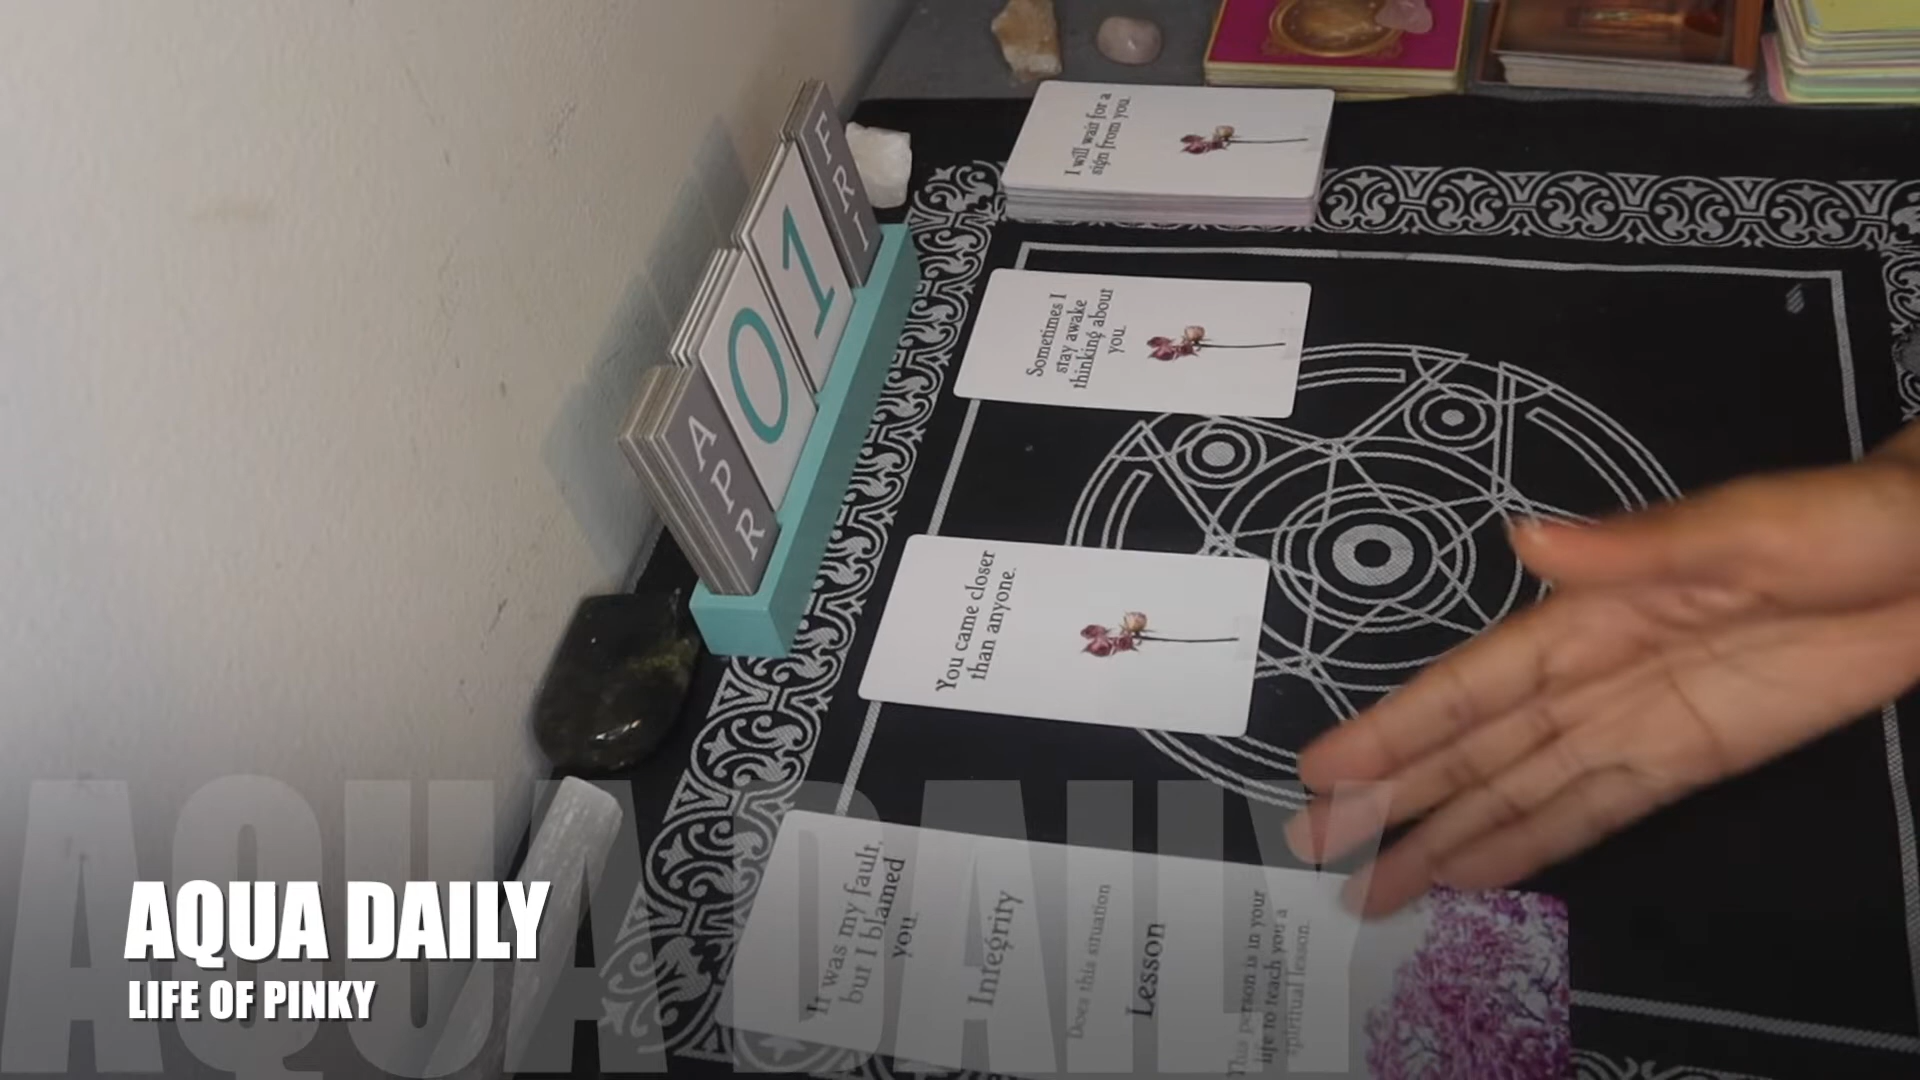 I will wait for a
sign from you.
FRI
01
APR
Sometimes I
stay awake
thinking about
you.
You came closer
than anyone.
It was my fault,
but I blamed
you.
Integrity
Does this situation
Lesson
This person is in your
life to teach you a
spiritual lesson.
AQUA DAILY
AQUA DAILY
LIFE OF PINKY